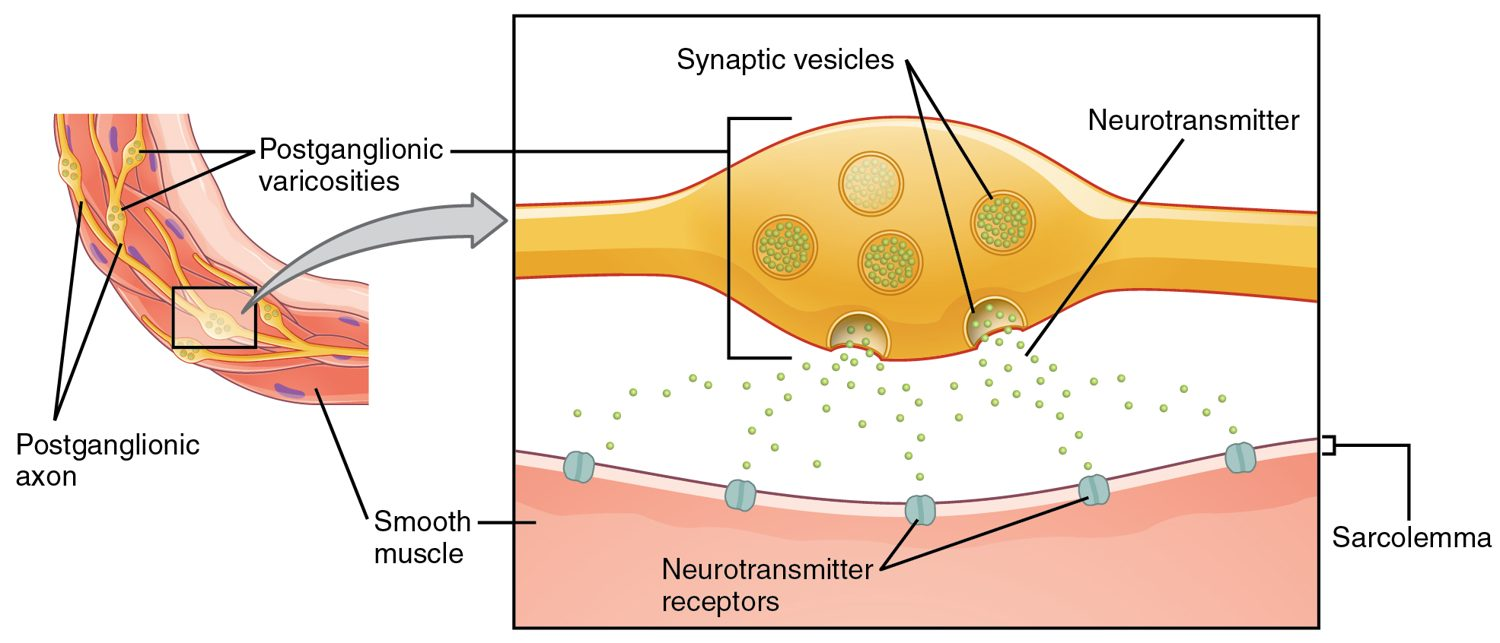 Synaptic vesicles
Neurotransmitter
Postganglionic
varicosities
Postganglionic
axon
Smooth
muscle
Neurotransmitter
receptors
Sarcolemma